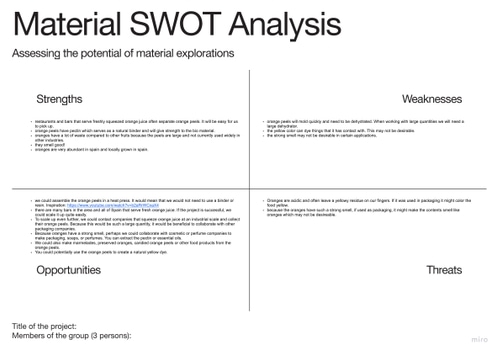 Material SWOT Analysis
Assessing the potential of material explorations
Strengths
restaurants and bars that serve freshly squeezed orange juice often separate orange peels. It will be easy for us
to pick up.
orange peels have pectin which serves as a natural binder and will give strength to the bio material.
oranges have a lot of waste compared to other fruits because the peels are large and not currently used widely in
other industries.
they smell good!
oranges are very abundant in spain and locally grown in spain.
Weaknesses
orange peels will mold quickly and need to be dehydrated. When working with large quantities we will need a
large dehydrator.
the yellow color can dye things that it has contact with. This may not be desirable.
the strong smell may not be desirable in certain applications.
we could assemble the orange peels in a heat press. It would mean that we would not need to use a binder or
resin. Inspiration:
there are many bars in the area and all of Spain that serve fresh orange juice. If the project is successful, we
could scale it up quite easily
To scale up even further, we could contact companies that squeeze orange juice at an industrial scale and collect
their orange peels. Because this would be such a large quantity, it would be beneficial to collaborate with other
packaging companies.
Because oranges have a strong smell, perhaps we could collaborate with cosmetic or perfume companies to
make packaging, soaps, or perfumes. You can extract the pectin or essential oils.
We could also make marmelades, preserved oranges, candied orange peels or other food products from the
orange peels.
You could potentially use the orange peels to create a natural yellow dye.
Opportunities
Oranges are acidic and often leave a yellow residue on our fingers. If it was used in packaging it might color the
food yellow.
because the oranges have such a strong smell, if used as packaging, it might make the contents smell like
oranges which may not be desireable.
Threats
Title of the project:
Members of the group (3 persons):
miro